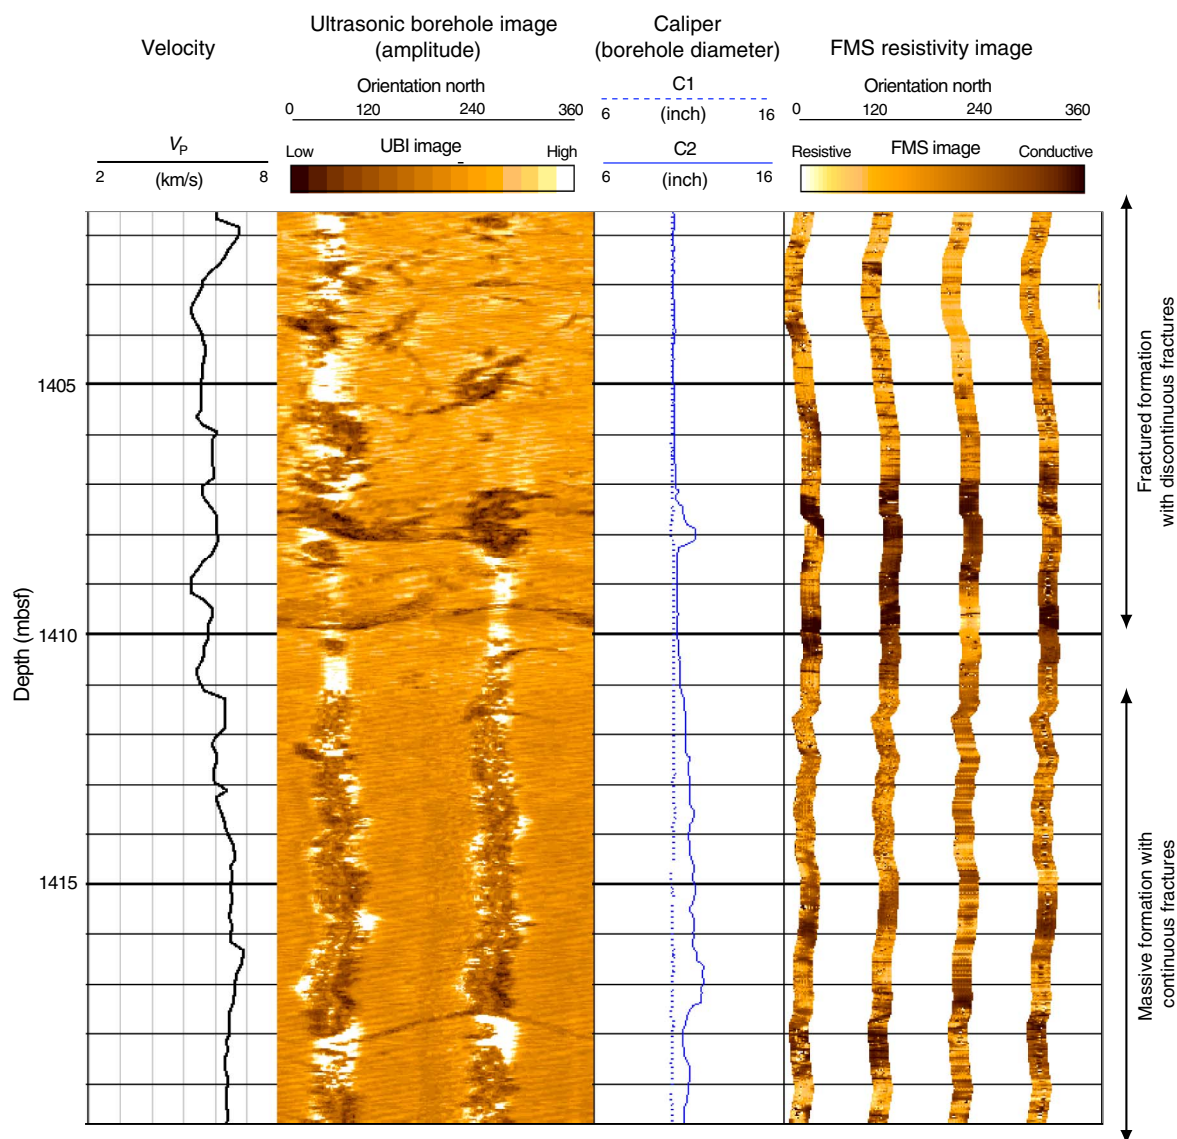 Velocity
Ultrasonic borehole image
(amplitude)
Caliper
(borehole diameter)
FMS resistivity image
Orientation north
0 120 240 360
C1
6 (inch) 16
Orientation north
0 120 240 360
VP
2 (km/s) 8
Low UBI image High
C2
6 (inch) 16
Resistive FMS image Conductive
Depth (mbsf)
1405
1410
1415
Fractured formation
with discontinuous fractures
Massive formation with
continuous fractures